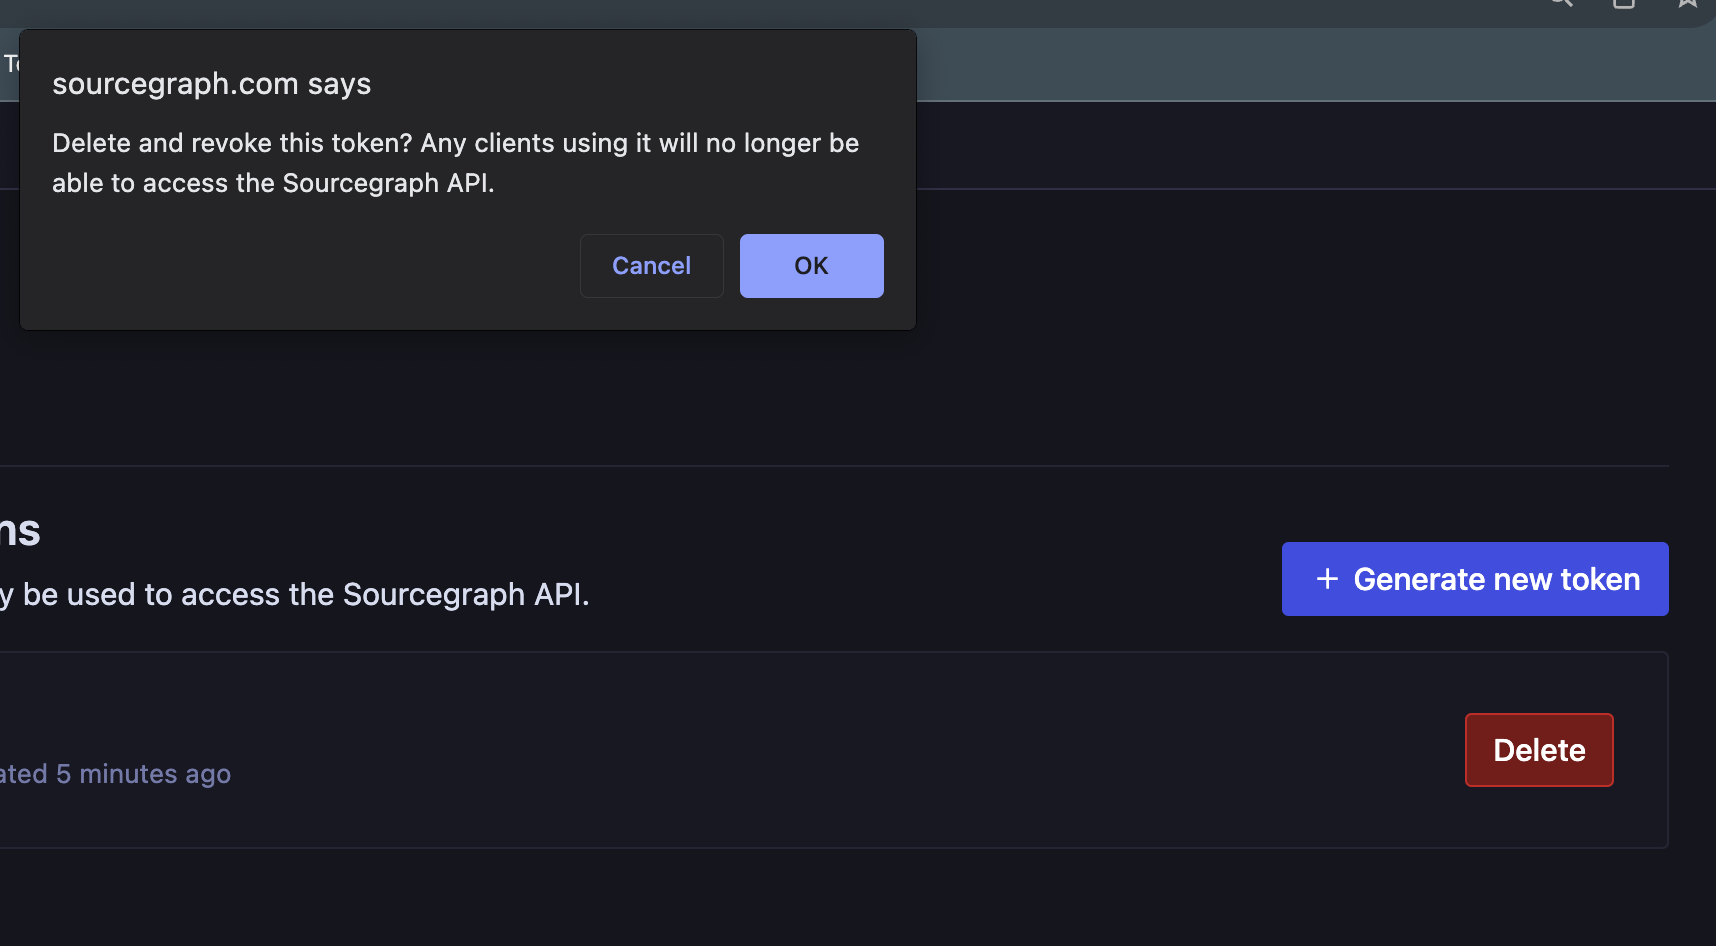 sourcegraph.com says
Delete and revoke this token? Any clients using it will no longer be
able to access the Sourcegraph API.
Cancel
OK
ns
y be used to access the Sourcegraph API.
+ Generate new token
ated 5 minutes ago
Delete